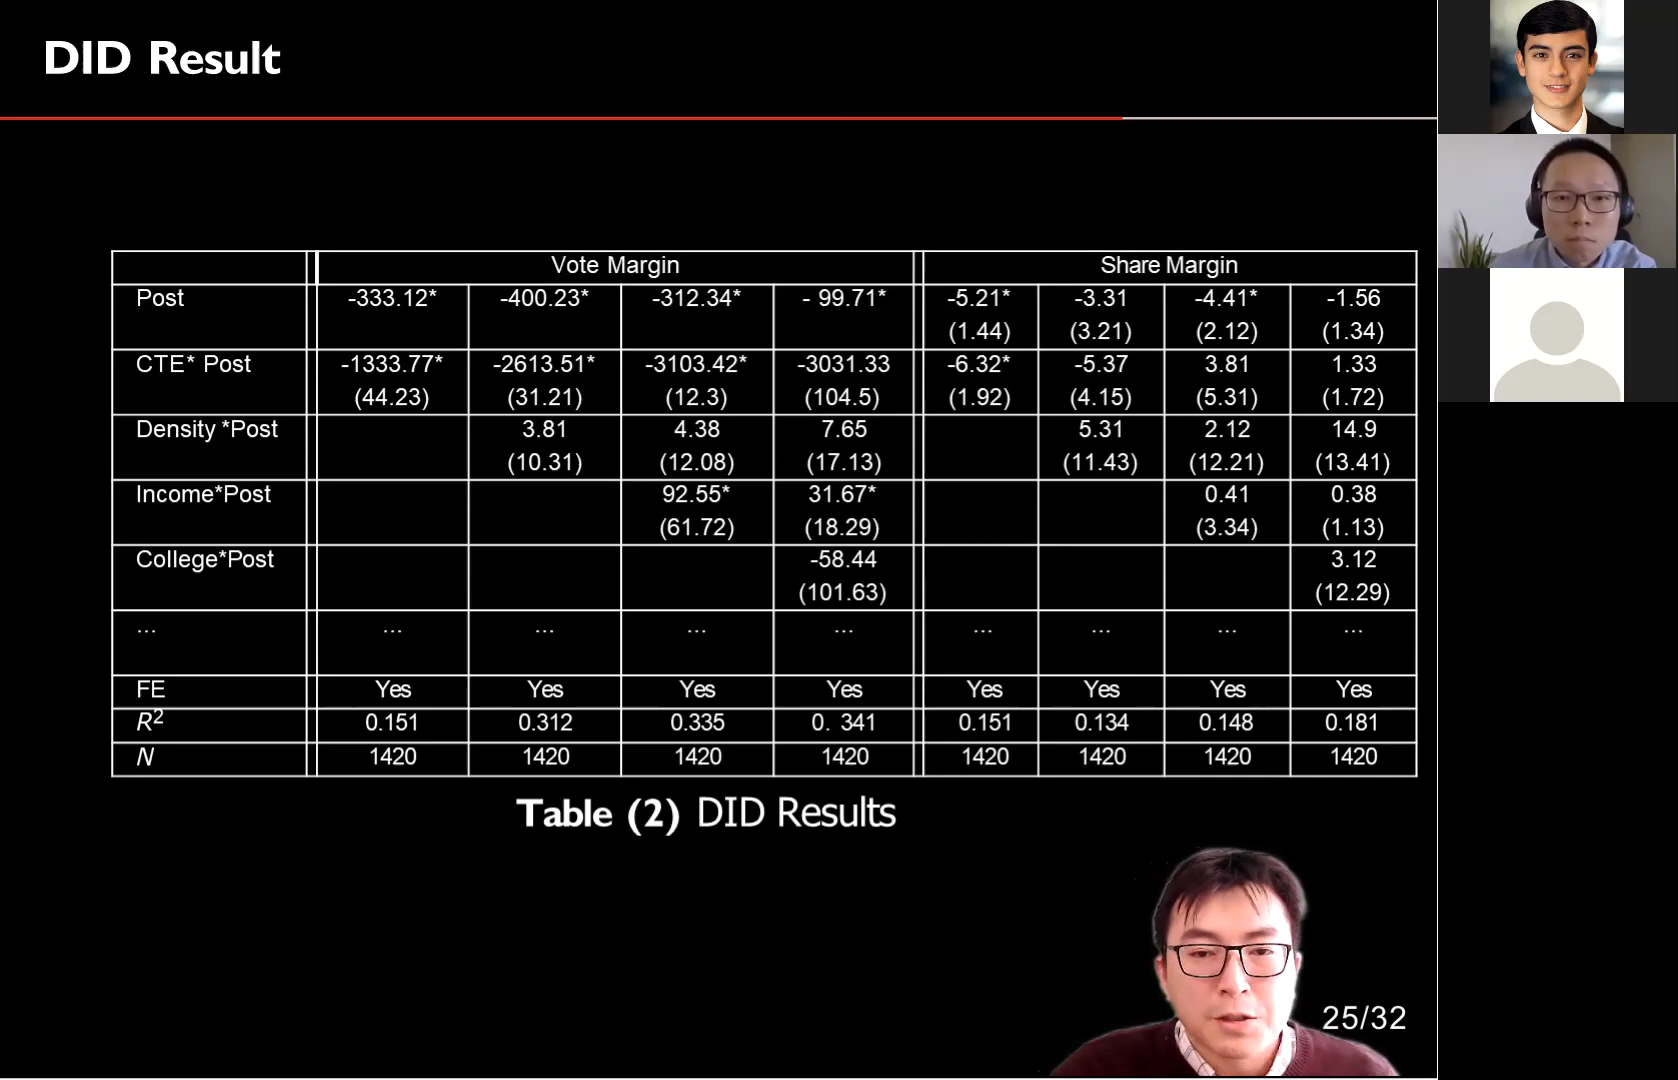 DID Result
Vote Margin Share Margin
Post -333.12* -400.23* -312.34* - 99.71* -5.21* -3.31 -4.41* -1.56
(1.44) (3.21) (2.12) (1.34)
CTE* Post -1333.77* -2613.51* -3103.42* -3031.33 -6.32* -5.37 3.81 1.33
(44.23) (31.21) (12.3) (104.5) (1.92) (4.15) (5.31) (1.72)
Density *Post 3.81 4.38 7.65 5.31 2.12 14.9
(10.31) (12.08) (17.13) (11.43) (12.21) (13.41)
Income*Post 92.55* 31.67* 0.41 0.38
(61.72) (18.29) (3.34) (1.13)
College*Post -58.44 3.12
(101.63) (12.29)
... ... ... ... ... ... ... ... ...
FE Yes Yes Yes Yes Yes Yes Yes Yes
R² 0.151 0.312 0.335 0. 341 0.151 0.134 0.148 0.181
N 1420 1420 1420 1420 1420 1420 1420 1420
Table (2) DID Results
25/32